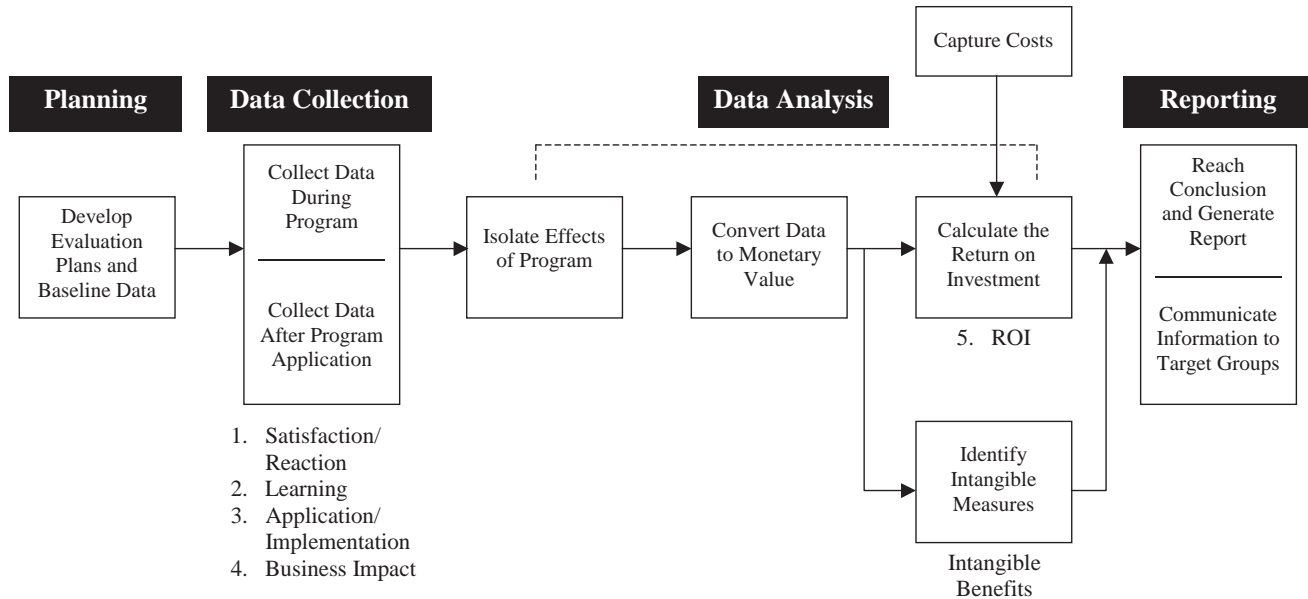 Capture Costs
Planning
Data Collection
Data Analysis
Reporting
Develop
Evaluation
Plans and
Baseline Data
Collect Data
During
Program
Collect Data
After Program
Application
1. Satisfaction/
Reaction
2. Learning
3. Application/
Implementation
4. Business Impact
Isolate Effects
of Program
Convert Data
to Monetary
Value
Calculate the
Return on
Investment
5. ROI
Identify
Intangible
Measures
Intangible
Benefits
Reach
Conclusion
and Generate
Report
Communicate
Information to
Target Groups